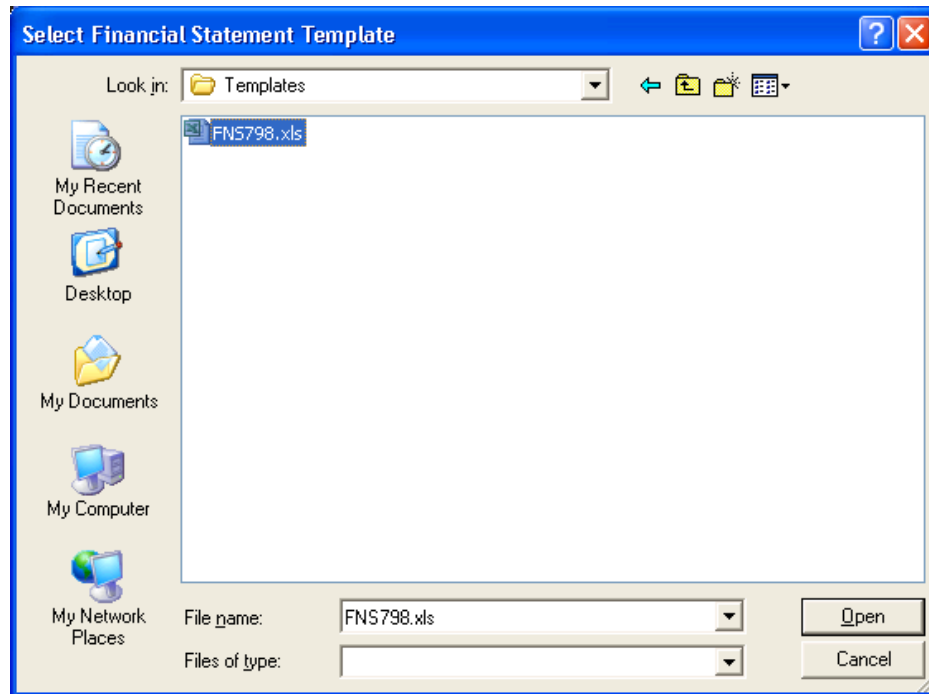 Select Financial Statement Template
Look in: Templates
FNS798.xls
My Recent
Documents
Desktop
My Documents
My Computer
My Network
Places
File name: FNS798.xls Open
Files of type: Cancel